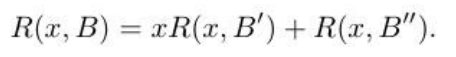 R(x, B) = xR(x, B′) + R(x, B″).